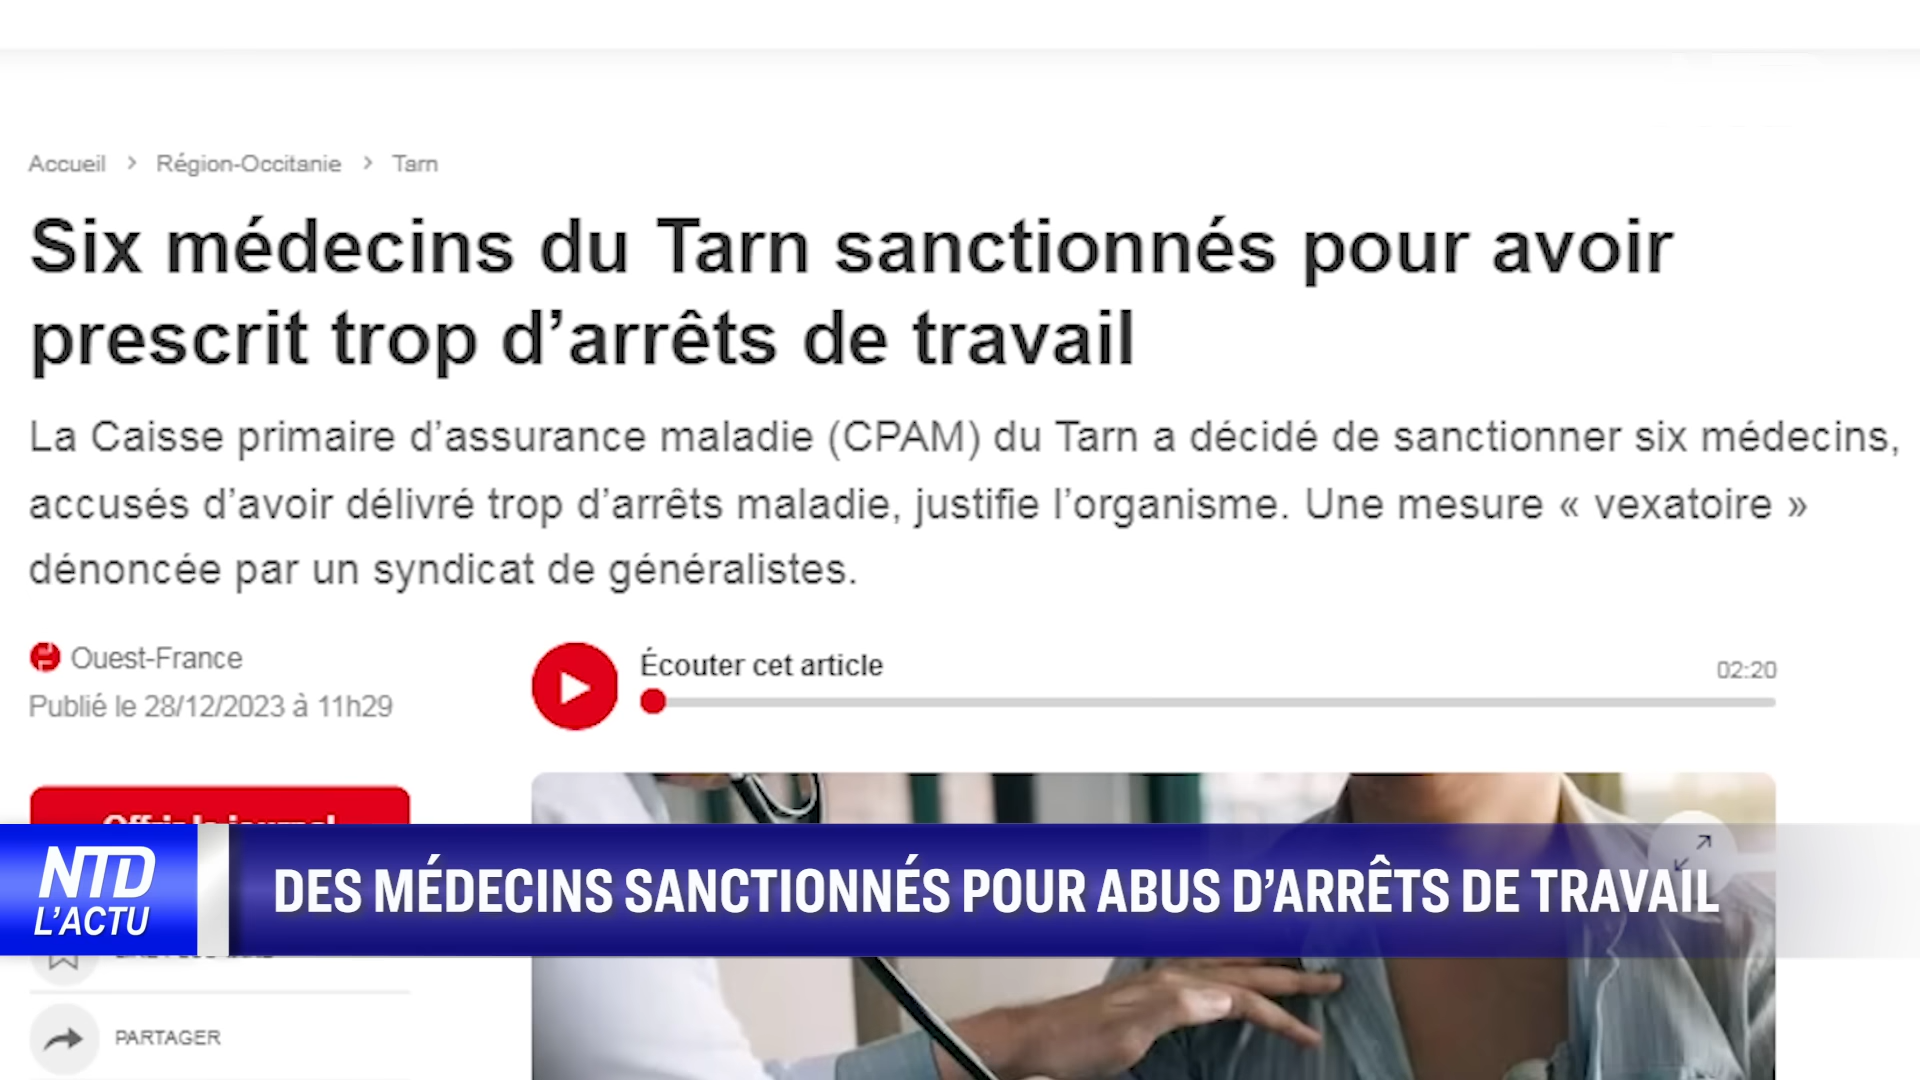 Accueil > Région-Occitanie > Tarn
Six médecins du Tarn sanctionnés pour avoir
prescrit trop d’arrêts de travail
La Caisse primaire d’assurance maladie (CPAM) du Tarn a décidé de sanctionner six médecins,
accusés d’avoir délivré trop d’arrêts maladie, justifie l’organisme. Une mesure « vexatoire »
dénoncée par un syndicat de généralistes.
Ouest-France
Publié le 28/12/2023 à 11h29
Écouter cet article
02:20
NTD
L’ACTU
DES MÉDECINS SANCTIONNÉS POUR ABUS D’ARRÊTS DE TRAVAIL
PARTAGER